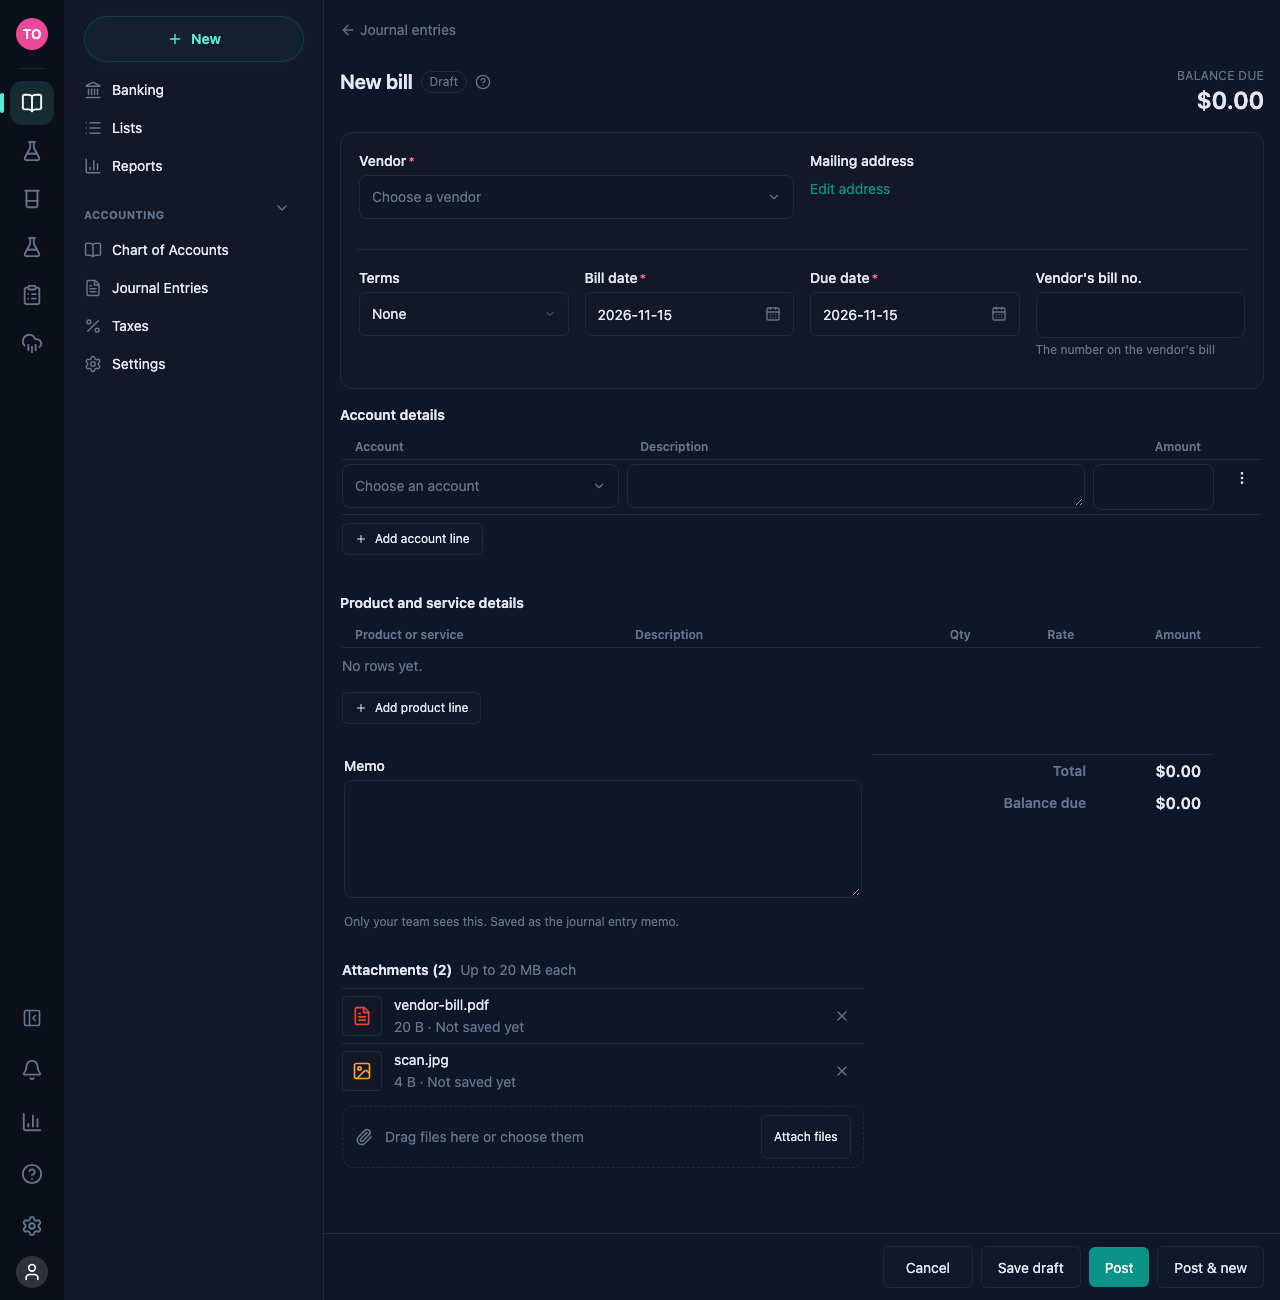 TO
New
Banking
Lists
Reports
ACCOUNTING
Chart of Accounts
Journal Entries
Taxes
Settings
Journal entries
New bill
Draft
BALANCE DUE
$0.00
Vendor*
Choose a vendor
Mailing address
Edit address
Terms
None
Bill date*
2026-11-15
Due date*
2026-11-15
Vendor's bill no.
The number on the vendor's bill
Account details
Account Description Amount
Choose an account
Add account line
Product and service details
Product or service Description Qty Rate Amount
No rows yet.
Add product line
Memo
Only your team sees this. Saved as the journal entry memo.
Total $0.00
Balance due $0.00
Attachments (2) Up to 20 MB each
vendor-bill.pdf
20 B · Not saved yet
scan.jpg
4 B · Not saved yet
Drag files here or choose them
Attach files
Cancel
Save draft
Post
Post & new